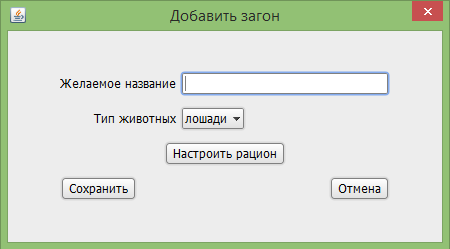 Добавить загон
Желаемое название
Тип животных лошади
Настроить рацион
Сохранить Отмена